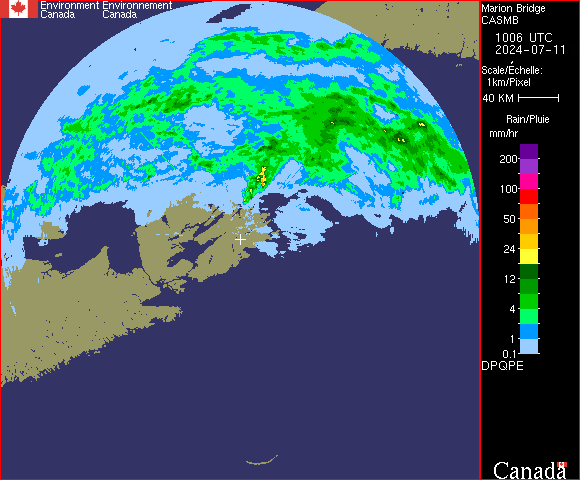 Environment Environnement
Canada Canada
Marion Bridge
CASMB
1006 UTC
2024-07-11
Scale/Échelle:
1km/Pixel
40 KM
Rain/Pluie
mm/hr
200
100
50
24
12
4
1
0.1
DPQPE
Canada